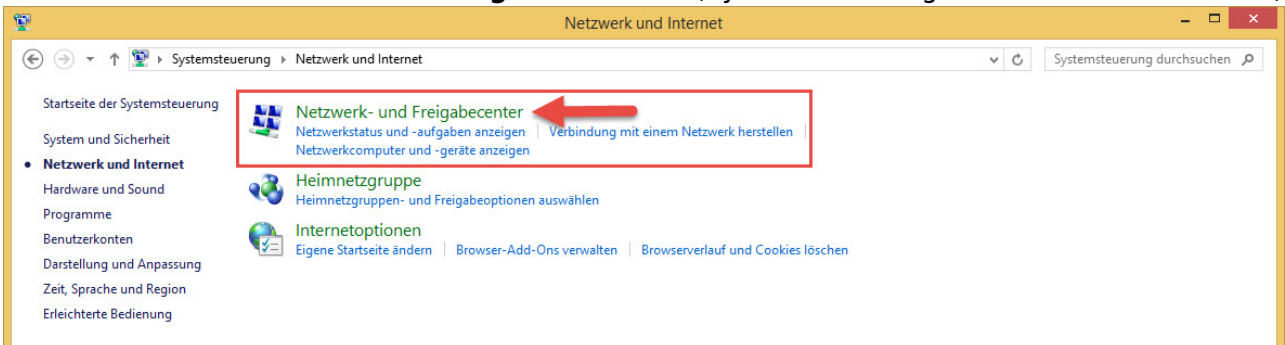 Netzwerk und Internet
Systemsteuerung Netzwerk und Internet
Systemsteuerung durchsuchen
Startseite der Systemsteuerung
System und Sicherheit
Netzwerk und Internet
Hardware und Sound
Programme
Benutzerkonten
Darstellung und Anpassung
Zeit, Sprache und Region
Erleichterte Bedienung
Netzwerk- und Freigabecenter
Netzwerkstatus und -aufgaben anzeigen Verbindung mit einem Netzwerk herstellen
Netzwerkcomputer und -geräte anzeigen
Heimnetzgruppe
Heimnetzgruppen- und Freigabeoptionen auswählen
Internetoptionen
Eigene Startseite ändern Browser-Add-Ons verwalten Browserverlauf und Cookies löschen